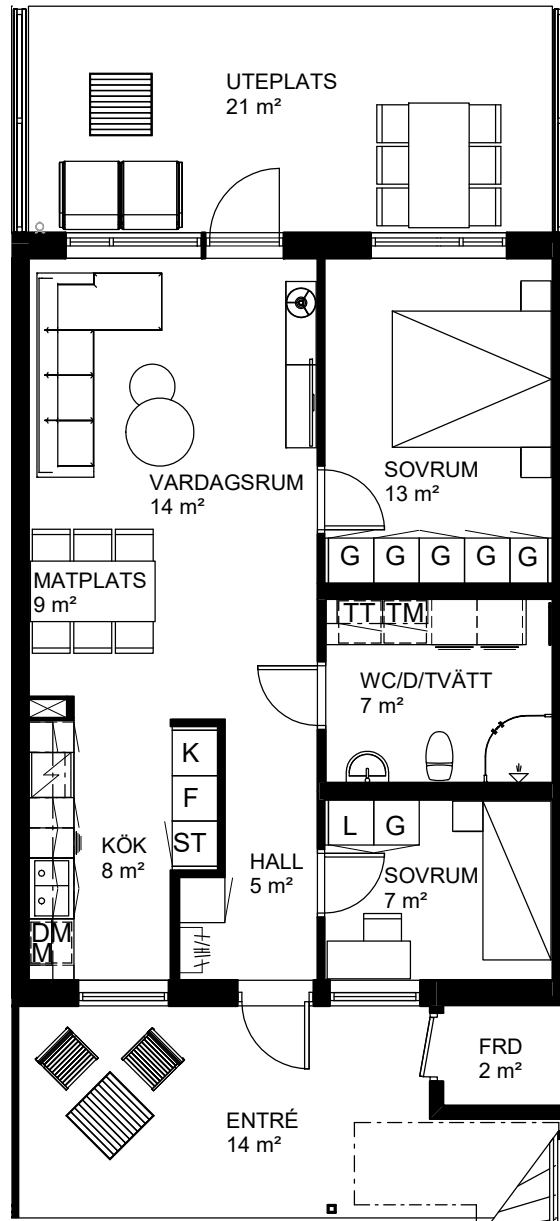 UTEPLATS
21 m²
VARDAGSRUM
14 m²
SOVRUM
13 m²
G G G G G
MATPLATS
9 m²
TT TM
WC/D/TVÄTT
7 m²
K
F
ST
KÖK
8 m²
HALL
5 m²
L G
SOVRUM
7 m²
DM
M
FRD
2 m²
ENTRÉ
14 m²